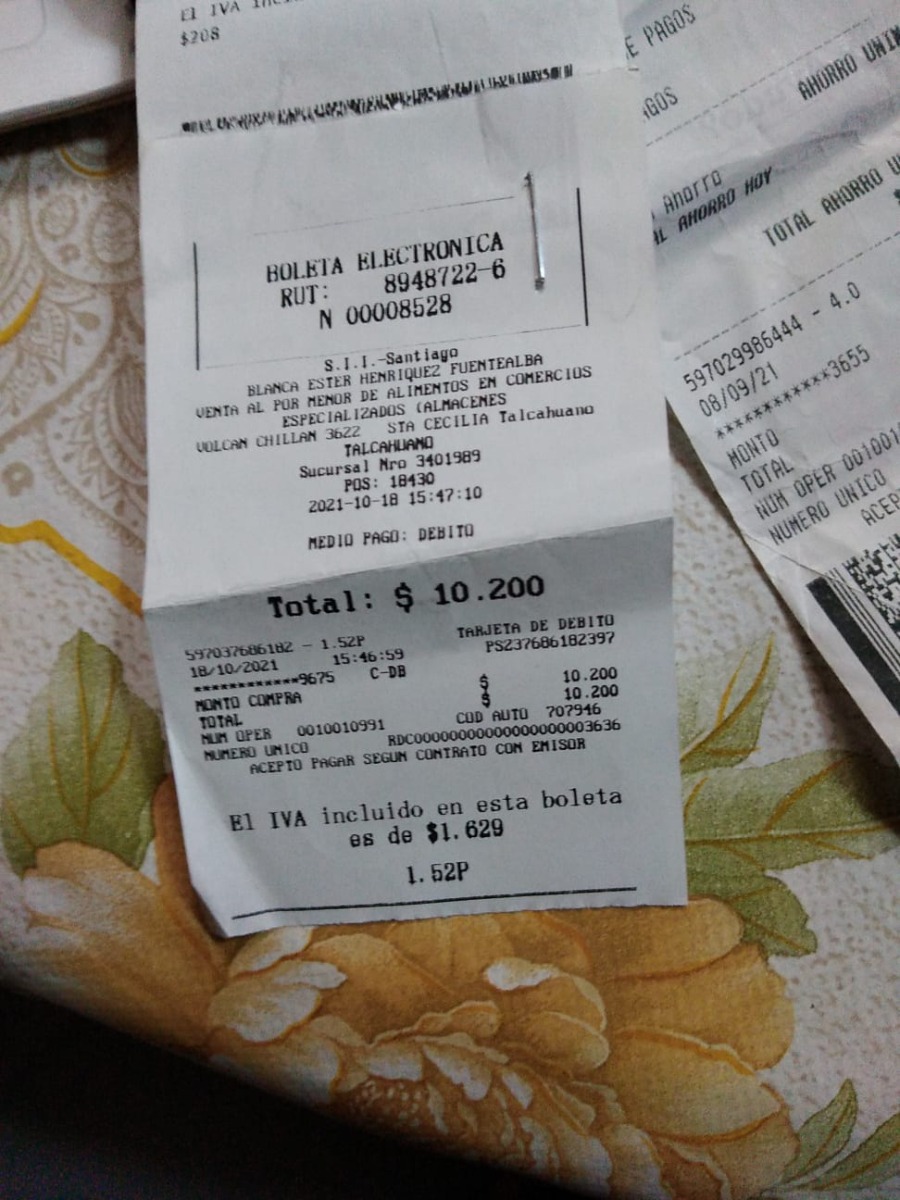 El IVA
$208
BOLETA ELECTRONICA
RUT: 8948722-6
N 00008528
S.I.I.-Santiago
BLANCA ESTER HENRIQUEZ FUENTEALBA
VENTA AL POR MENOR DE ALIMENTOS EN COMERCIOS
ESPECIALIZADOS (ALMACENES
VOLCAN CHILLAN 3622 STA CECILIA Talcahuano
TALCAHUANO
Sucursal Nro 3401989
POS: 18430
2021-10-18 15:47:10
MEDIO PAGO: DEBITO
Total: $ 10.200
597037686182 - 1.52P TARJETA DE DEBITO
18/10/2021 15:46:59 PS237686182397
************9675 C-DB
MONTO COMPRA $ 10.200
TOTAL $ 10.200
NUM OPER 0010010991 COD AUTO 707946
NUMERO UNICO RDC00000000000000000003636
ACEPTO PAGAR SEGUN CONTRATO CON EMISOR
El IVA incluido en esta boleta
es de $1.629
1.52P
E PAGOS
AGOS
AHORRO UNIM
Ahorro
AL AHORRO HOY
TOTAL AHORRO U
597029986444 - 4.0
08/09/21
************3655
MONTO
TOTAL
NUM OPER 001001
NUMERO UNICO
ACEP